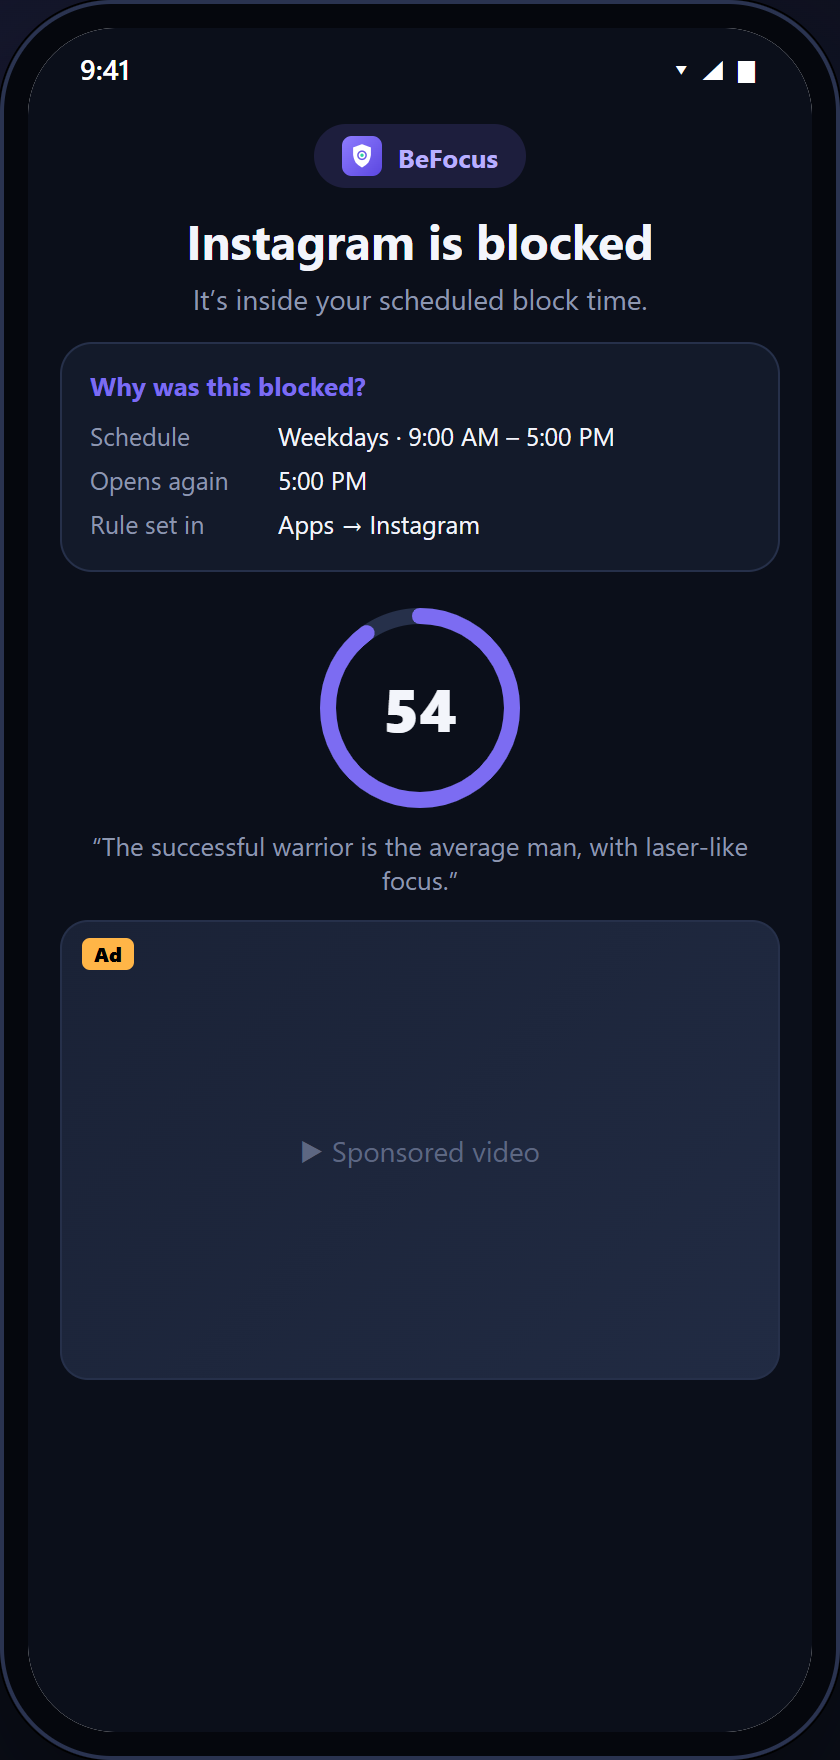 9:41
BeFocus
Instagram is blocked
It’s inside your scheduled block time.
Why was this blocked?
Schedule Weekdays · 9:00 AM – 5:00 PM
Opens again 5:00 PM
Rule set in Apps → Instagram
54
“The successful warrior is the average man, with laser-like
focus.”
Ad
▶ Sponsored video